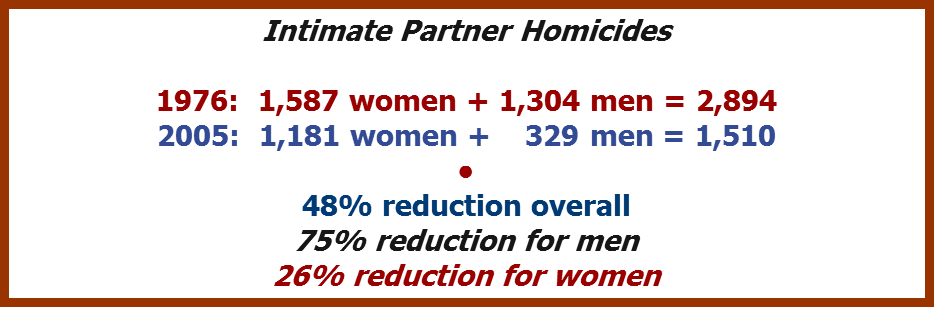 Intimate Partner Homicides
1976: 1,587 women + 1,304 men = 2,894
2005: 1,181 women + 329 men = 1,510
•
48% reduction overall
75% reduction for men
26% reduction for women